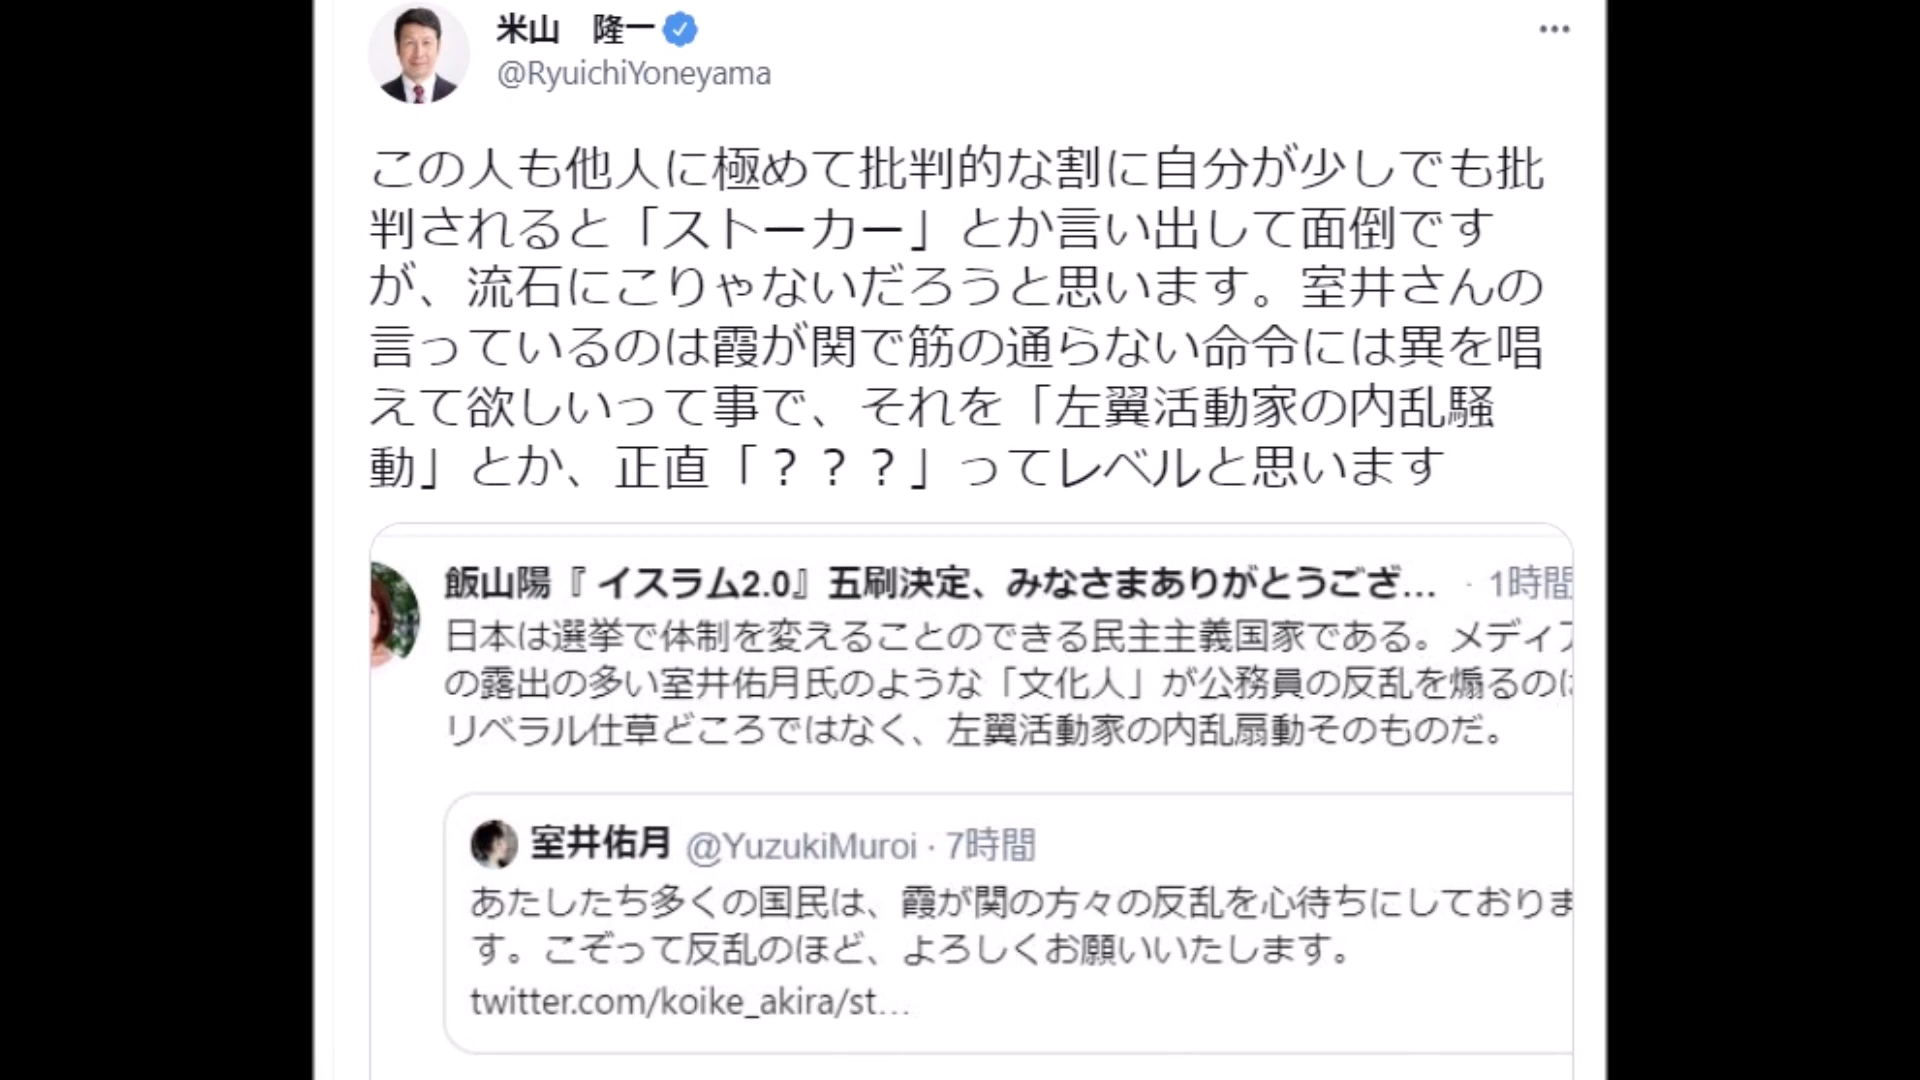 米山　隆一
@RyuichiYoneyama
この人も他人に極めて批判的な割に自分が少しでも批
判されると「ストーカー」とか言い出して面倒です
が、流石にこりゃないだろうと思います。室井さんの
言っているのは霞が関で筋の通らない命令には異を唱
えて欲しいって事で、それを「左翼活動家の内乱騒
動」とか、正直「？？？」ってレベルと思います
飯山陽『 イスラム2.0』五刷決定、みなさまありがとうござ… · 1時間
日本は選挙で体制を変えることのできる民主主義国家である。メディア
の露出の多い室井佑月氏のような「文化人」が公務員の反乱を煽るのは
リベラル仕草どころではなく、左翼活動家の内乱扇動そのものだ。
室井佑月 @YuzukiMuroi · 7時間
あたしたち多くの国民は、霞が関の方々の反乱を心待ちにしておりま
す。こぞって反乱のほど、よろしくお願いいたします。
twitter.com/koike_akira/st…